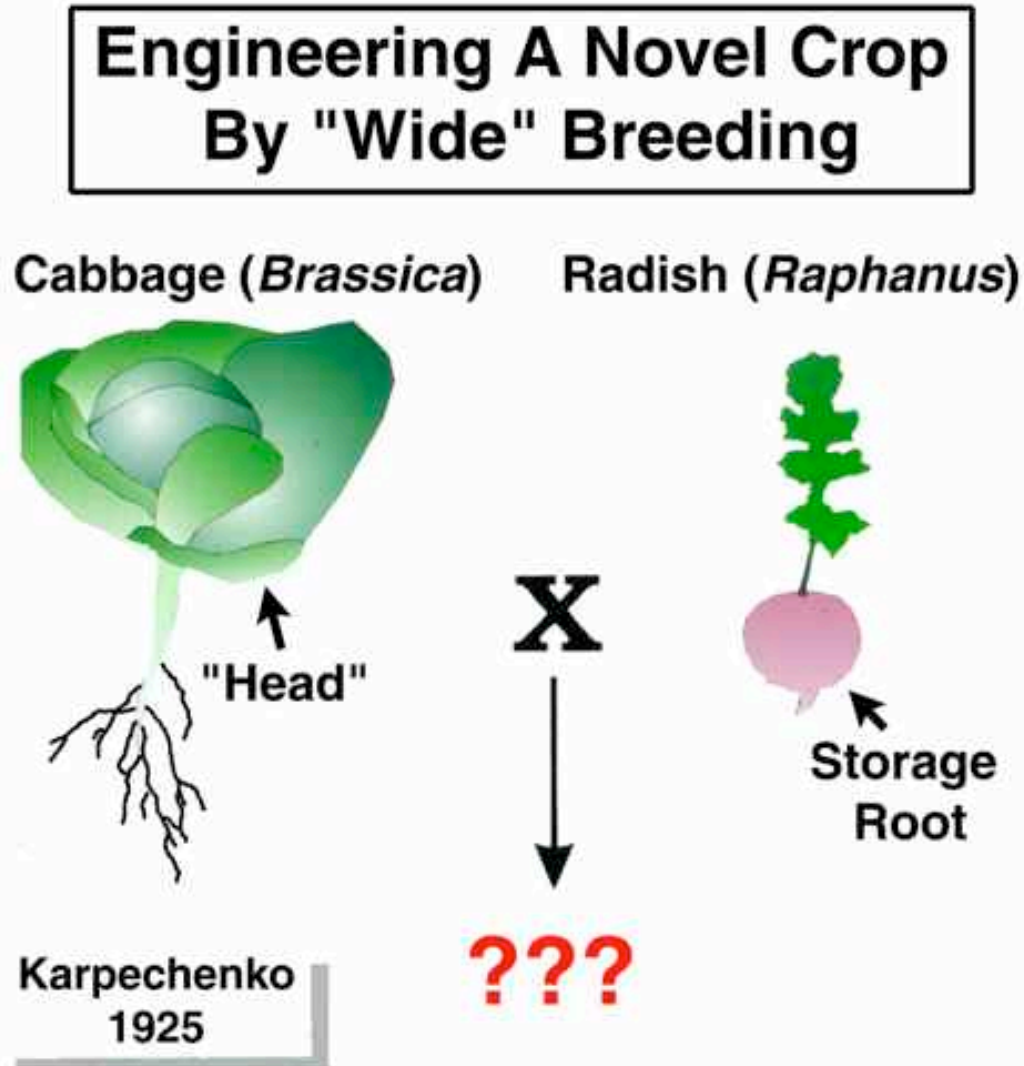 Engineering A Novel Crop
By "Wide" Breeding
Cabbage (Brassica)
Radish (Raphanus)
"Head"
X
Storage
Root
???
Karpechenko
1925